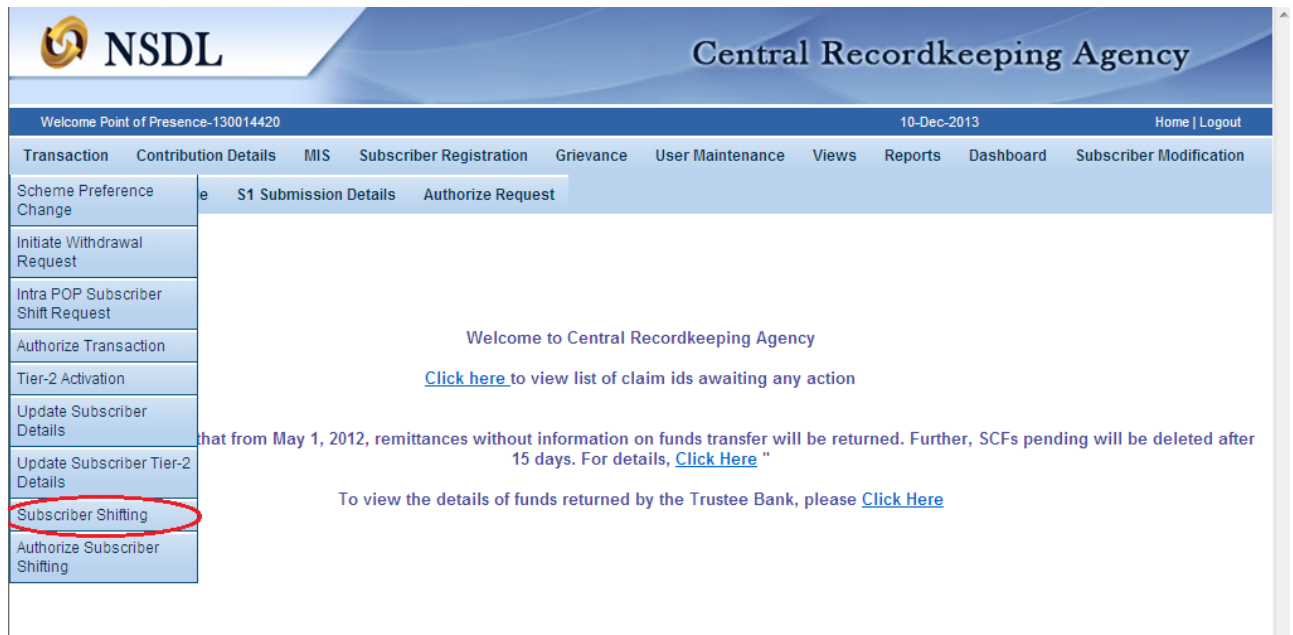 NSDL
Central Recordkeeping Agency
Welcome Point of Presence-130014420 10-Dec-2013 Home | Logout
Transaction Contribution Details MIS Subscriber Registration Grievance User Maintenance Views Reports Dashboard Subscriber Modification
S1 Submission Details Authorize Request
Scheme Preference
Change
Initiate Withdrawal
Request
Intra POP Subscriber
Shift Request
Authorize Transaction
Tier-2 Activation
Update Subscriber
Details
Update Subscriber Tier-2
Details
Subscriber Shifting
Authorize Subscriber
Shifting
Welcome to Central Recordkeeping Agency
Click here to view list of claim ids awaiting any action
that from May 1, 2012, remittances without information on funds transfer will be returned. Further, SCFs pending will be deleted after
15 days. For details, Click Here "
To view the details of funds returned by the Trustee Bank, please Click Here